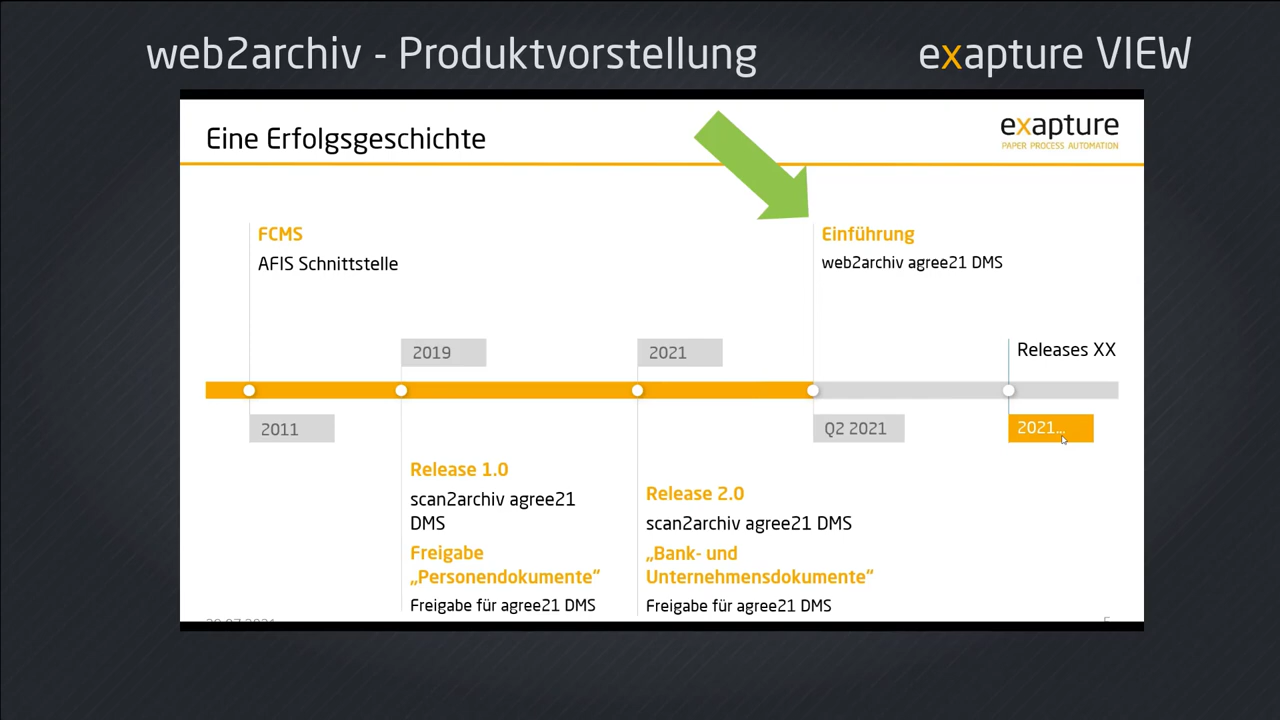 web2archiv - Produktvorstellung
exapture VIEW
Eine Erfolgsgeschichte
exapture
PAPER PROCESS AUTOMATION
FCMS
AFIS Schnittstelle
Einführung
web2archiv agree21 DMS
2019
2021
Releases XX
2011
Q2 2021
2021...
Release 1.0
scan2archiv agree21
DMS
Freigabe
„Personendokumente“
Freigabe für agree21 DMS
Release 2.0
scan2archiv agree21 DMS
„Bank- und
Unternehmensdokumente“
Freigabe für agree21 DMS